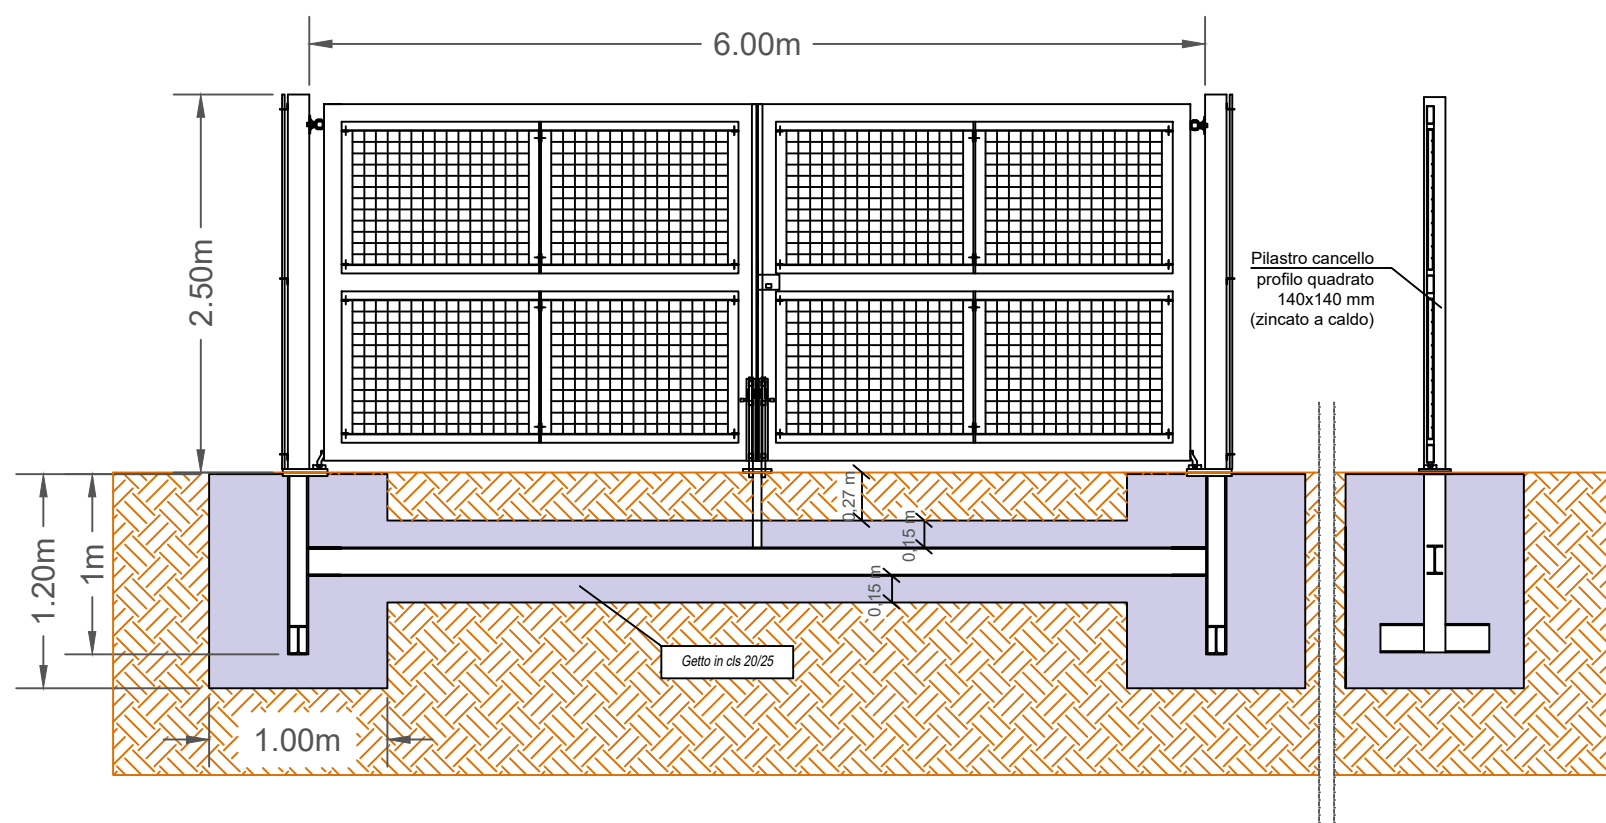 6.00m
2.50m
Pilastro cancello
profilo quadrato
140x140 mm
(zincato a caldo)
0,27 m
0,15 m
0,15 m
1.20m
1m
Getto in cls 20/25
1.00m